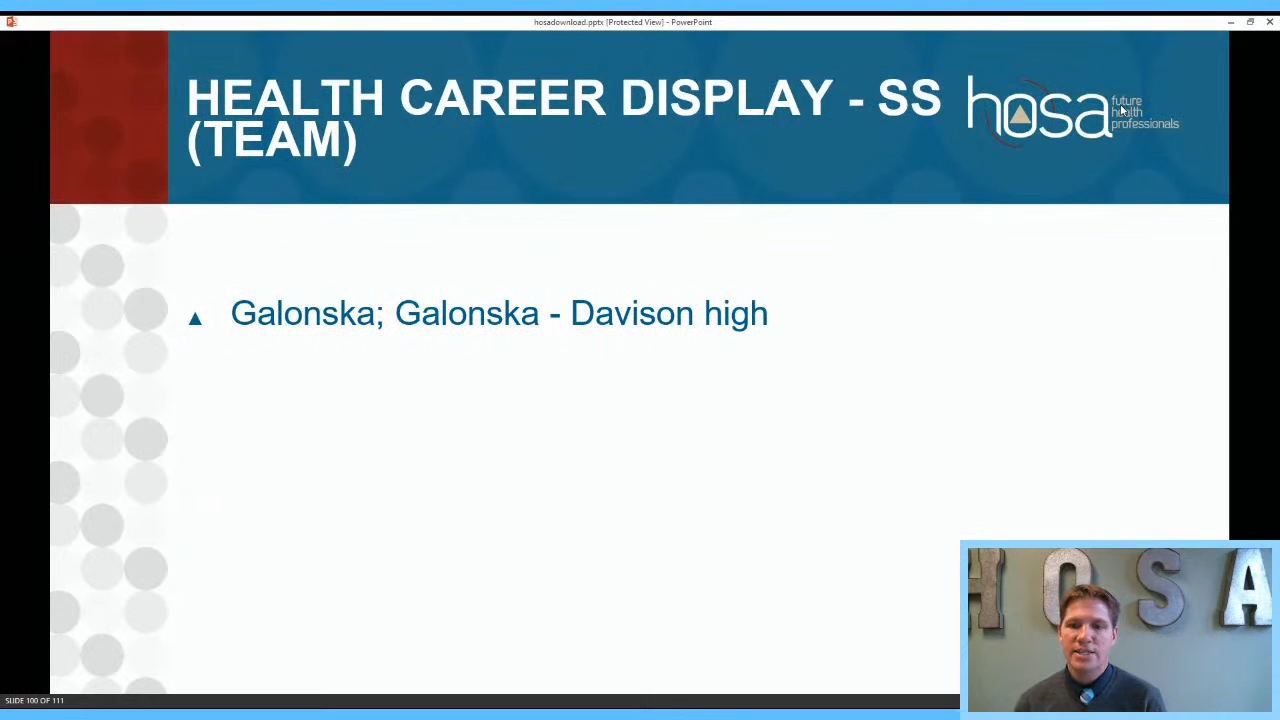 hosadownload.pptx [Protected View] - PowerPoint
HEALTH CAREER DISPLAY - SS
(TEAM)
hosa
future
health
professionals
▲ Galonska; Galonska - Davison high
HOSA
SLIDE 100 OF 111